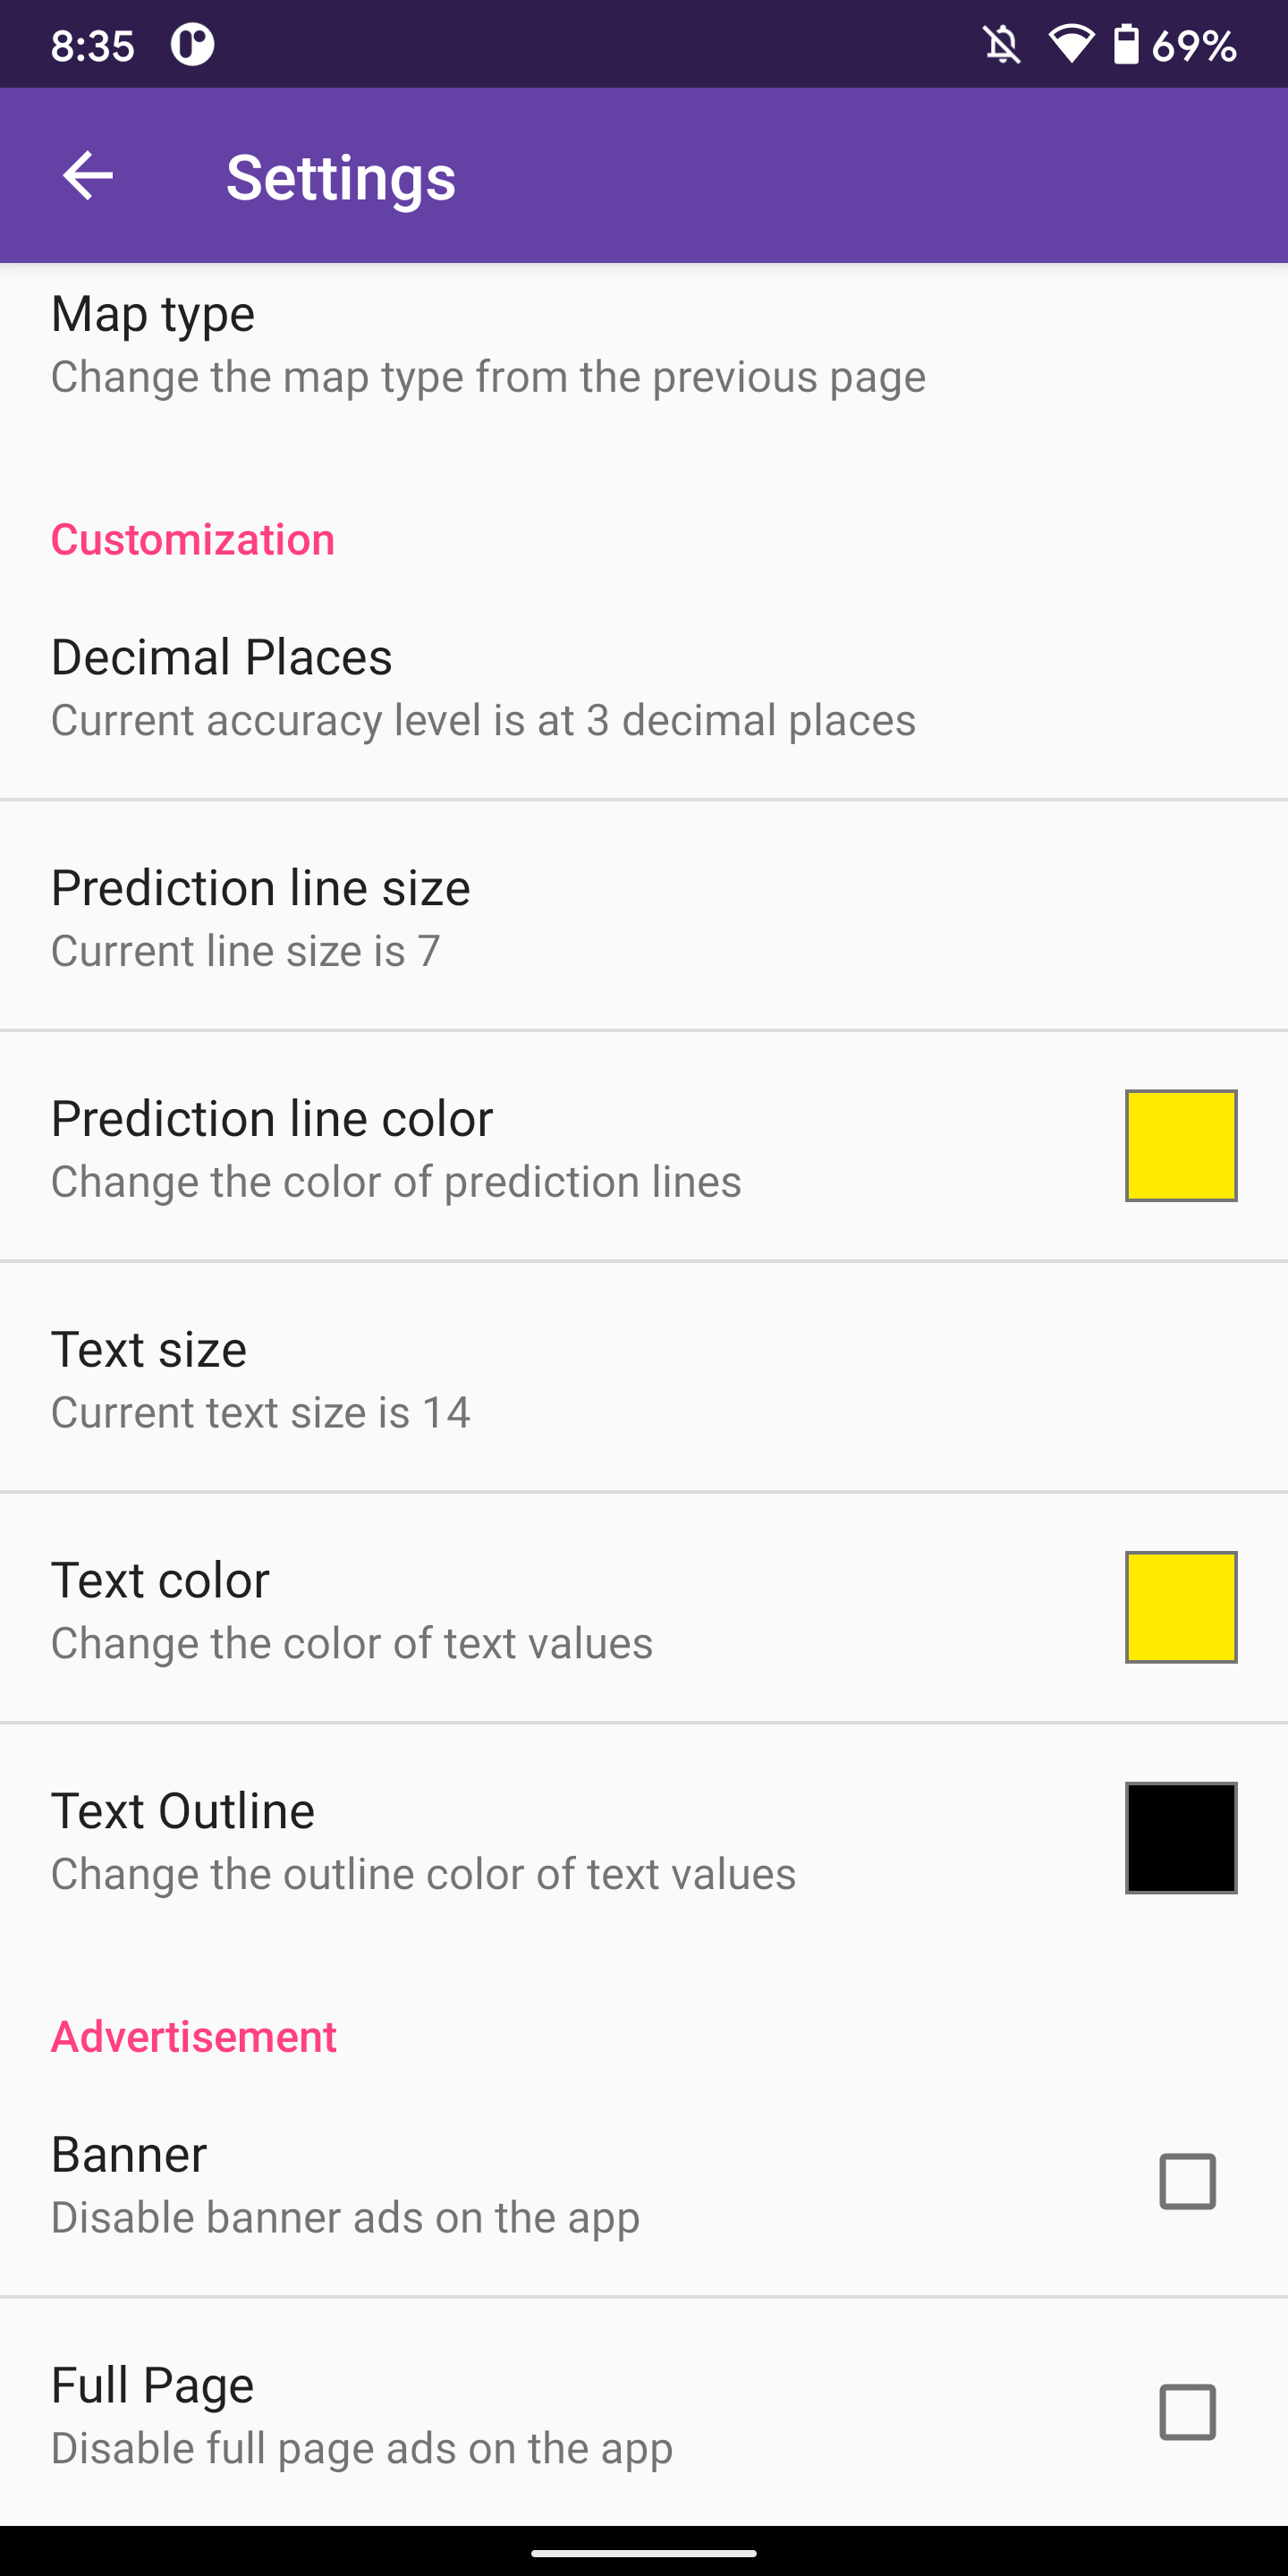 8:35
69%
Settings
Map type
Change the map type from the previous page
Customization
Decimal Places
Current accuracy level is at 3 decimal places
Prediction line size
Current line size is 7
Prediction line color
Change the color of prediction lines
Text size
Current text size is 14
Text color
Change the color of text values
Text Outline
Change the outline color of text values
Advertisement
Banner
Disable banner ads on the app
Full Page
Disable full page ads on the app